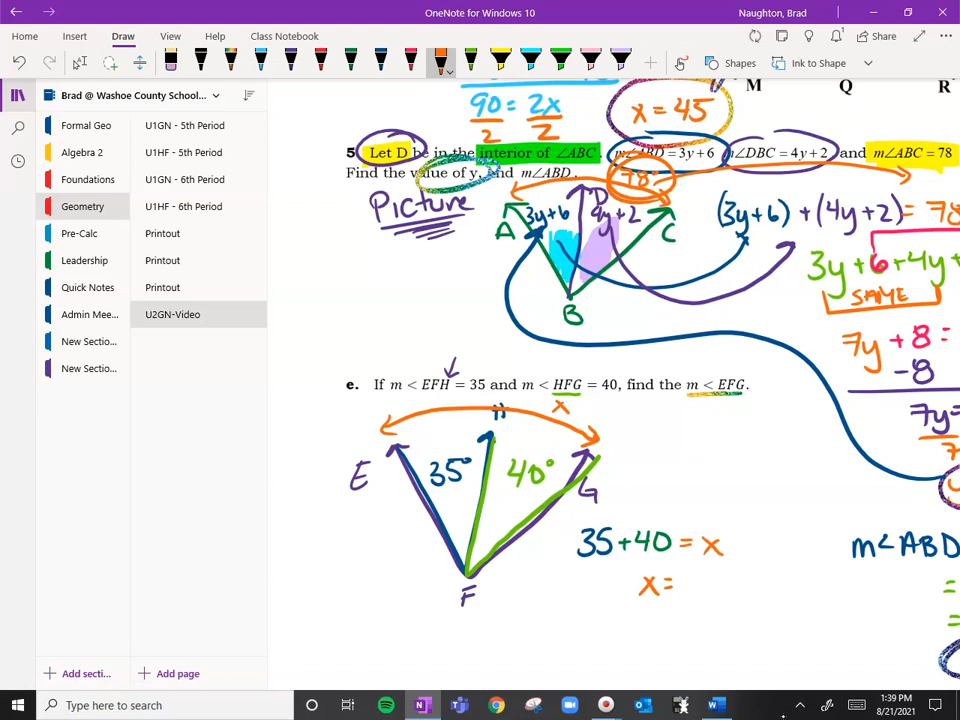 OneNote for Windows 10
Naughton, Brad
Home Insert Draw View Help Class Notebook
Shapes Ink to Shape Share
Brad @ Washoe County School...
Formal Geo
Algebra 2
Foundations
Geometry
Pre-Calc
Leadership
Quick Notes
Admin Mee...
New Sectio...
New Sectio...
U1GN - 5th Period
U1HF - 5th Period
U1GN - 6th Period
U1HF - 6th Period
Printout
Printout
Printout
U2GN-Video
Add secti...
Add page
90 = 2x
2 2
x = 45
M Q R
5 Let D be in the interior of ∠ABC. m∠ABD = 3y + 6 m∠DBC = 4y + 2 and m∠ABC = 78
Find the value of y, and m∠ABD.
78°
Picture
A 3y+6 D 4y+2 C
B
(3y+6) + (4y+2) = 78
3y + 6 + 4y +
SAME
7y + 8 =
-8
7y =
7
e. If m < EFH = 35 and m < HFG = 40, find the m < EFG.
x
H
E 35° 40° G
F
35 + 40 = x
x =
m∠ABD
=
=
Type here to search
1:39 PM
8/21/2021